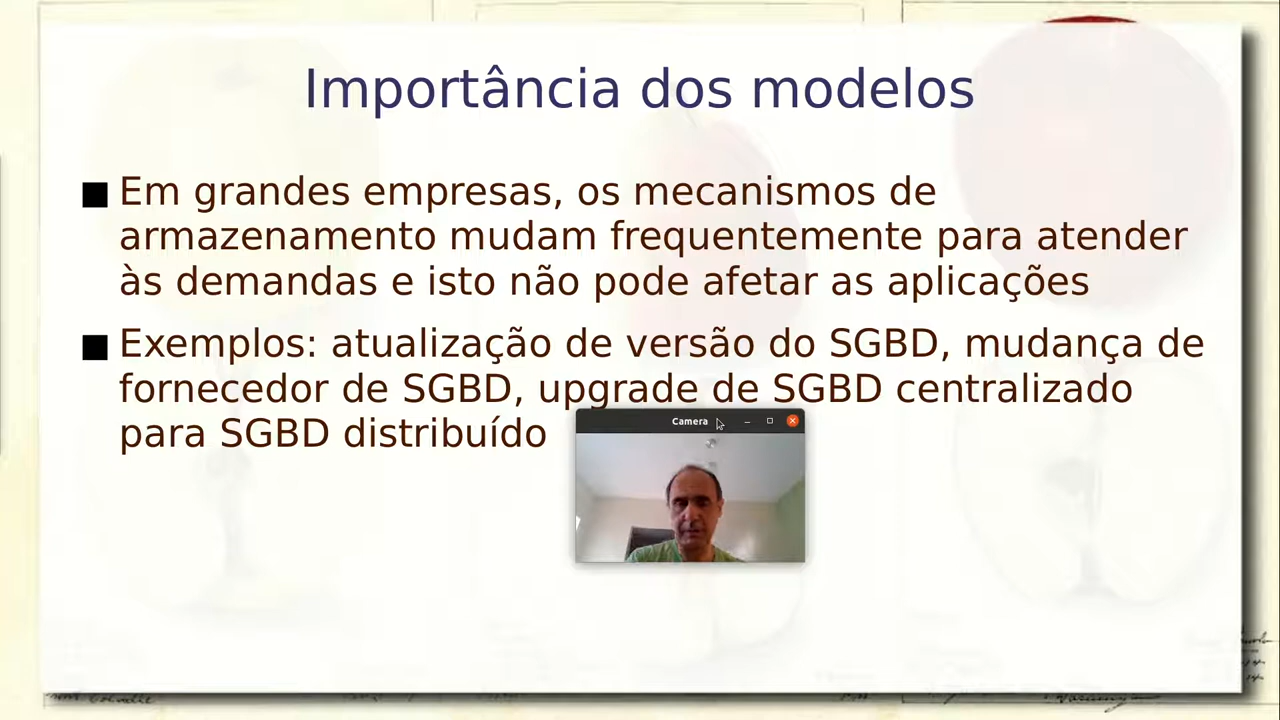 Importância dos modelos
Em grandes empresas, os mecanismos de
armazenamento mudam frequentemente para atender
às demandas e isto não pode afetar as aplicações
Exemplos: atualização de versão do SGBD, mudança de
fornecedor de SGBD, upgrade de SGBD centralizado
para SGBD distribuído
Camera